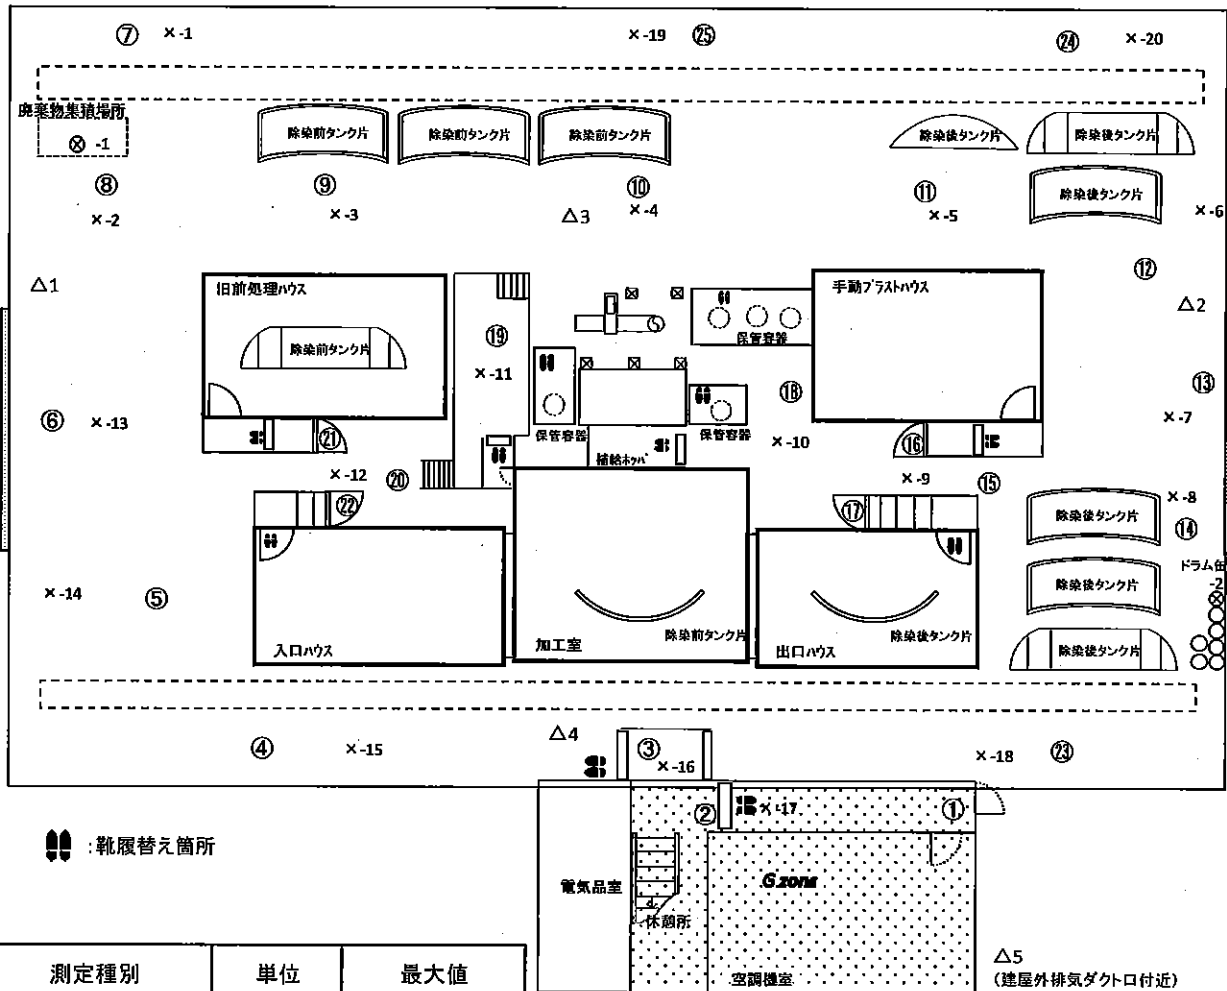 ⑦ ×-1 ×-19 ㉕ ㉔ ×-20
廃棄物集積場所
⊗ -1
除染前タンク片 除染前タンク片 除染前タンク片 除染後タンク片 除染後タンク片
⑧ ⑨ ⑩ ⑪ 除染後タンク片
×-2 ×-3 △3 ×-4 ×-5 ×-6
⑫
△1 旧前処理ハウス 手動ブラストハウス △2
除染前タンク片 ⑲ 保管容器
×-11 ⑱ ⑬
⑥ ×-13 ×-7
㉑ 保管容器 保管容器 ×-10 ⑯
補給ホッパ
×-12 ⑳ ×-9 ⑮
㉒ ⑰ 除染後タンク片 ×-8
⑭
ドラム缶
-2
×-14 ⑤ 除染後タンク片
入口ハウス 加工室 除染前タンク片 出口ハウス 除染後タンク片 除染後タンク片
④ ×-15 △4 ③ ×-16 ×-18 ㉓
② ×-17 ①
:靴履替え箇所
電気品室 G zone
休憩所
測定種別 単位 最大値
空調機室
△5
(建屋外排気ダクト口付近)